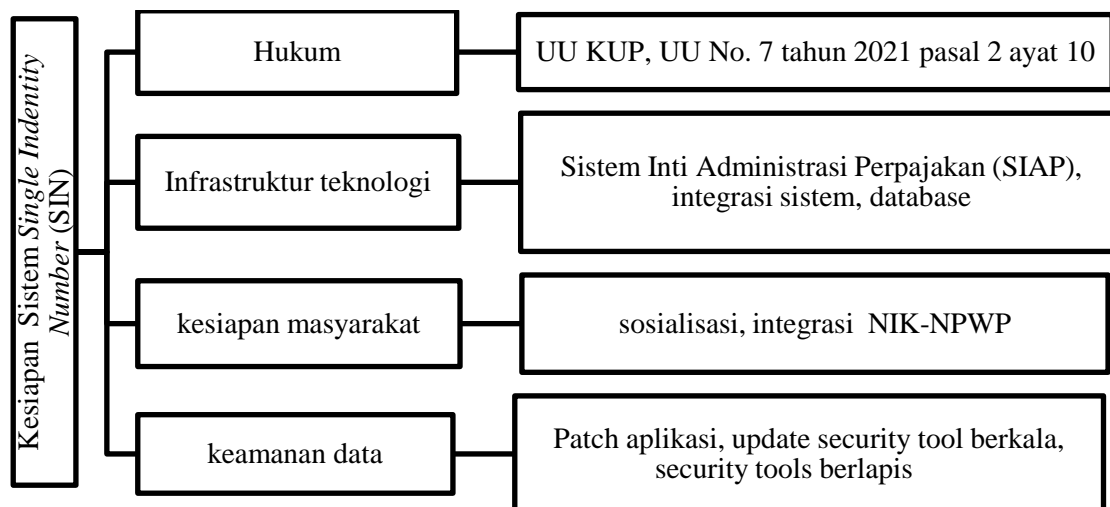 Kesiapan Sistem Single Indentity
Number (SIN)
Hukum
UU KUP, UU No. 7 tahun 2021 pasal 2 ayat 10
Infrastruktur teknologi
Sistem Inti Administrasi Perpajakan (SIAP),
integrasi sistem, database
kesiapan masyarakat
sosialisasi, integrasi NIK-NPWP
keamanan data
Patch aplikasi, update security tool berkala,
security tools berlapis